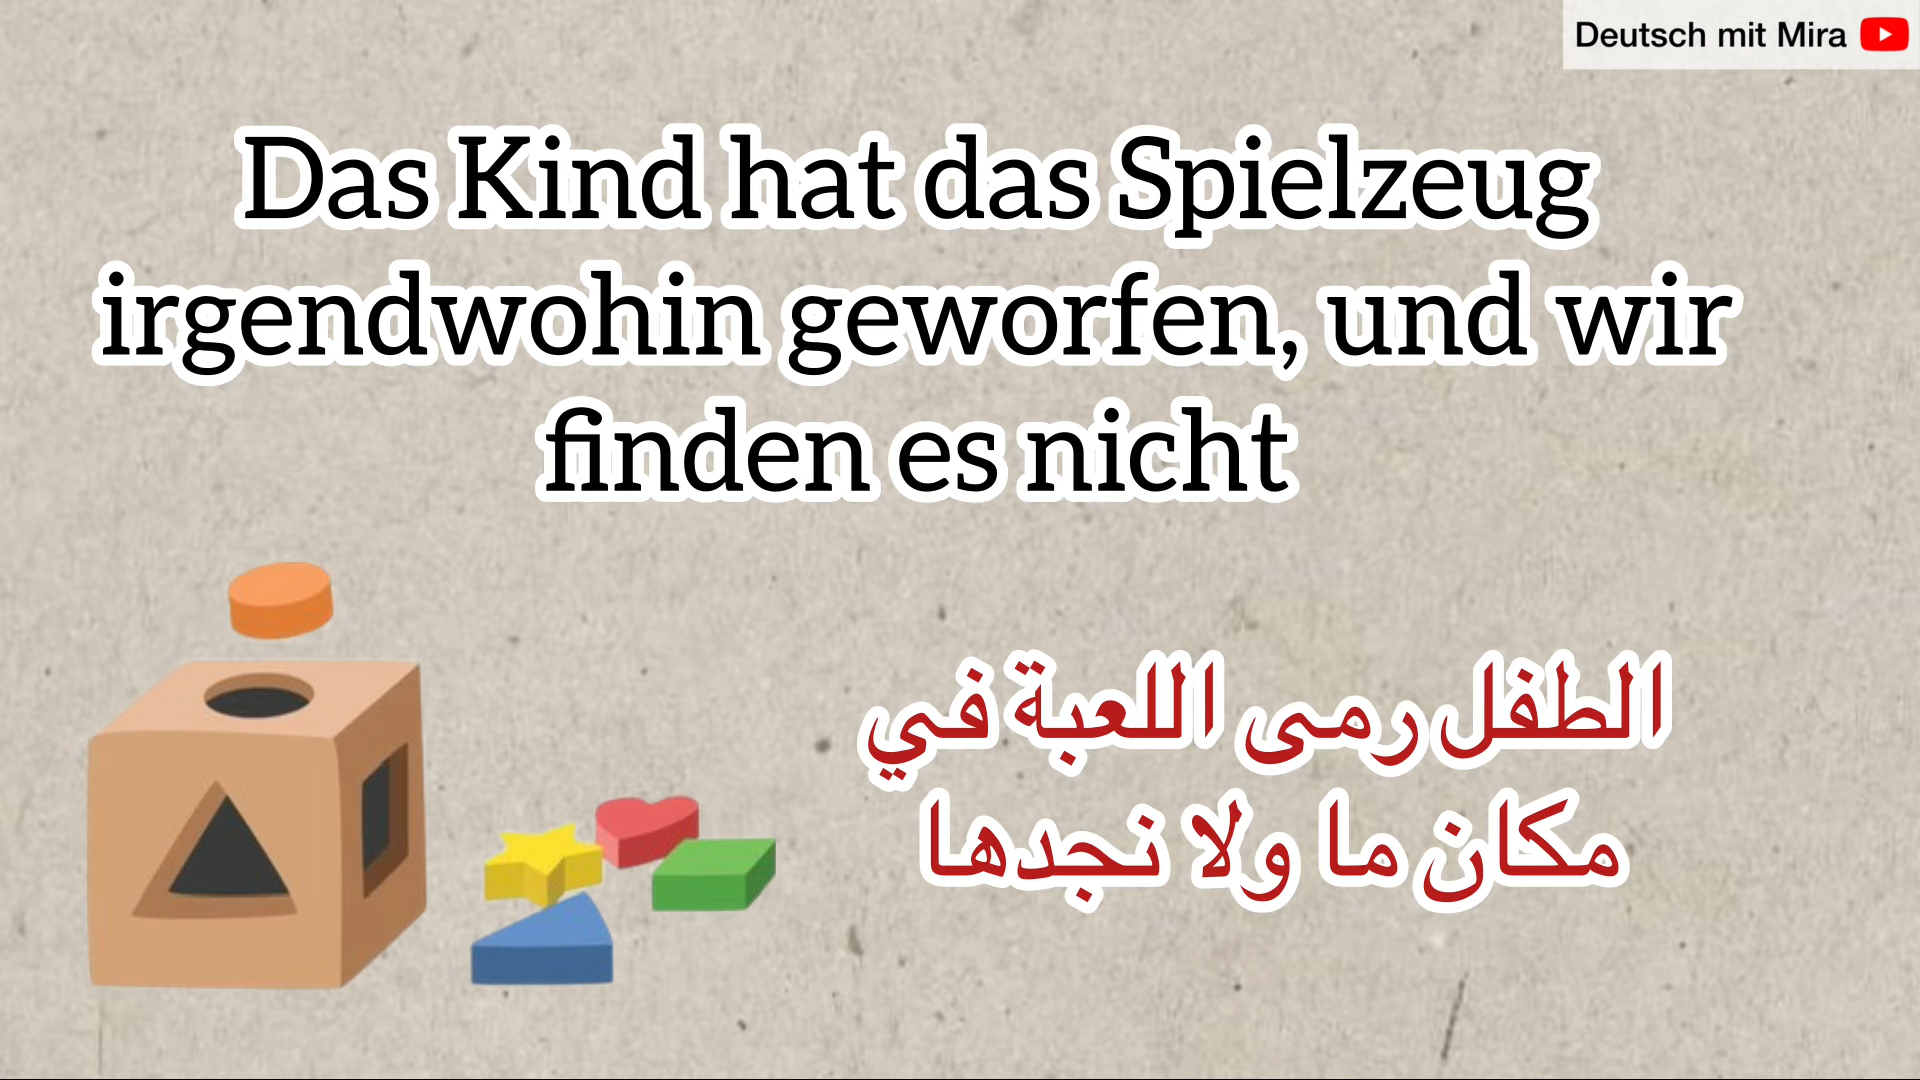 Deutsch mit Mira
Das Kind hat das Spielzeug
irgendwohin geworfen, und wir
finden es nicht
الطفل رمى اللعبة في
مكان ما ولا نجدها